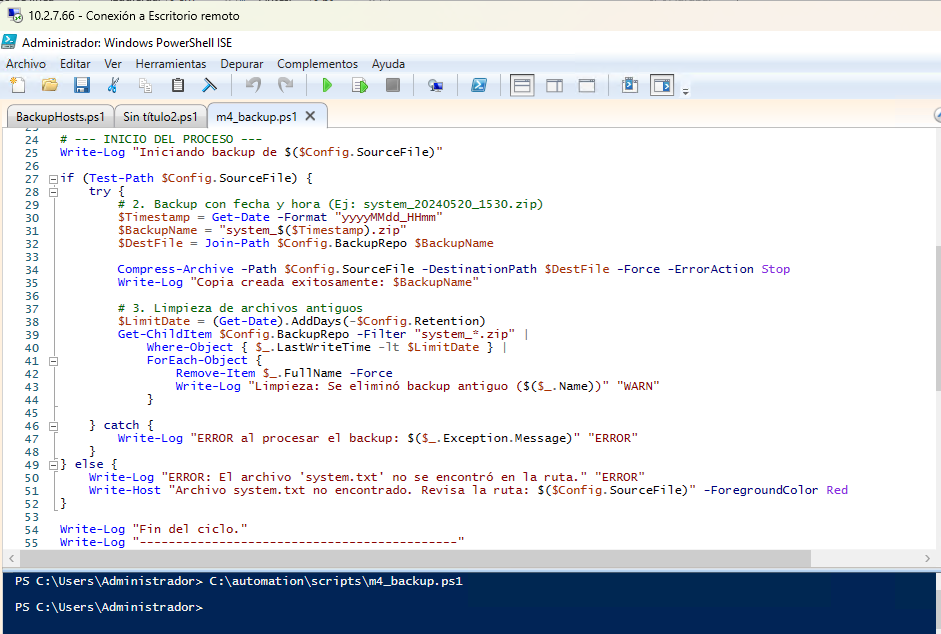 10.2.7.66 - Conexión a Escritorio remoto
Administrador: Windows PowerShell ISE
Archivo Editar Ver Herramientas Depurar Complementos Ayuda
BackupHosts.ps1 Sin título2.ps1 m4_backup.ps1 X
23
24 # --- INICIO DEL PROCESO ---
25 Write-Log "Iniciando backup de $($Config.SourceFile)"
26
27 if (Test-Path $Config.SourceFile) {
28 try {
29 # 2. Backup con fecha y hora (Ej: system_20240520_1530.zip)
30 $Timestamp = Get-Date -Format "yyyyMMdd_HHmm"
31 $BackupName = "system_$($Timestamp).zip"
32 $DestFile = Join-Path $Config.BackupRepo $BackupName
33
34 Compress-Archive -Path $Config.SourceFile -DestinationPath $DestFile -Force -ErrorAction Stop
35 Write-Log "Copia creada exitosamente: $BackupName"
36
37 # 3. Limpieza de archivos antiguos
38 $LimitDate = (Get-Date).AddDays(-$Config.Retention)
39 Get-ChildItem $Config.BackupRepo -Filter "system_*.zip" |
40 Where-Object { $_.LastWriteTime -lt $LimitDate } |
41 ForEach-Object {
42 Remove-Item $_.FullName -Force
43 Write-Log "Limpieza: Se eliminó backup antiguo ($($_.Name))" "WARN"
44 }
45
46 } catch {
47 Write-Log "ERROR al procesar el backup: $($_.Exception.Message)" "ERROR"
48 }
49 } else {
50 Write-Log "ERROR: El archivo 'system.txt' no se encontró en la ruta." "ERROR"
51 Write-Host "Archivo system.txt no encontrado. Revisa la ruta: $($Config.SourceFile)" -ForegroundColor Red
52 }
53
54 Write-Log "Fin del ciclo."
55 Write-Log "--------------------------------------------"
PS C:\Users\Administrador> C:\automation\scripts\m4_backup.ps1
PS C:\Users\Administrador>